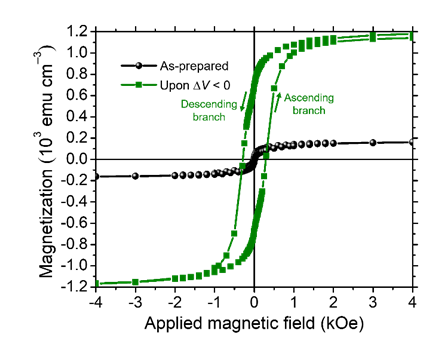 Magnetization (10³ emu cm⁻³)
1.2
1.0
0.8
0.6
0.4
0.2
0.0
-0.2
-0.4
-0.6
-0.8
-1.0
-1.2
As-prepared
Upon ΔV < 0
Descending
branch
Ascending
branch
-4 -3 -2 -1 0 1 2 3 4
Applied magnetic field (kOe)